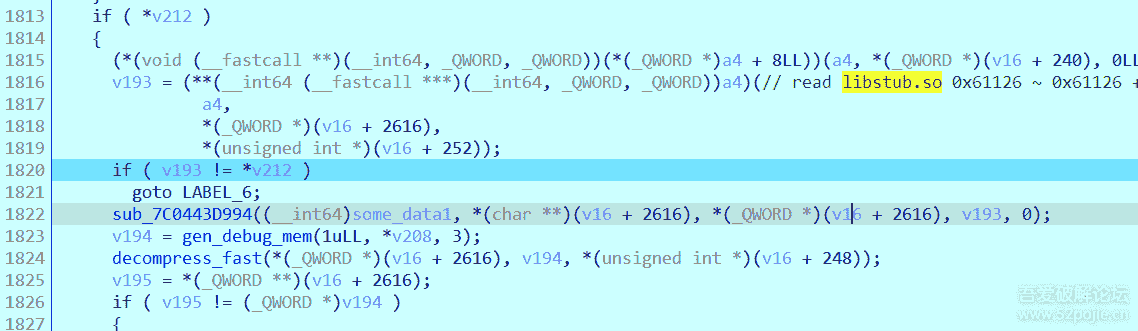 1813 if ( *v212 )
1814 {
1815 (*(void (__fastcall **)(__int64, _QWORD, _QWORD))(*(_QWORD *)a4 + 8LL))(a4, *(_QWORD *)(v16 + 240), 0LL
1816 v193 = (**(__int64 (__fastcall ***)(__int64, _QWORD, _QWORD))a4)(// read libstub.so 0x61126 ~ 0x61126 +
1817 a4,
1818 *(_QWORD *)(v16 + 2616),
1819 *(unsigned int *)(v16 + 252));
1820 if ( v193 != *v212 )
1821 goto LABEL_6;
1822 sub_7C0443D994((__int64)some_data1, *(char **)(v16 + 2616), *(_QWORD *)(v16 + 2616), v193, 0);
1823 v194 = gen_debug_mem(1uLL, *v208, 3);
1824 decompress_fast(*(_QWORD *)(v16 + 2616), v194, *(unsigned int *)(v16 + 248));
1825 v195 = *(_QWORD **)(v16 + 2616);
1826 if ( v195 != (_QWORD *)v194 )
1827 {
吾爱破解论坛
www.52pojie.cn